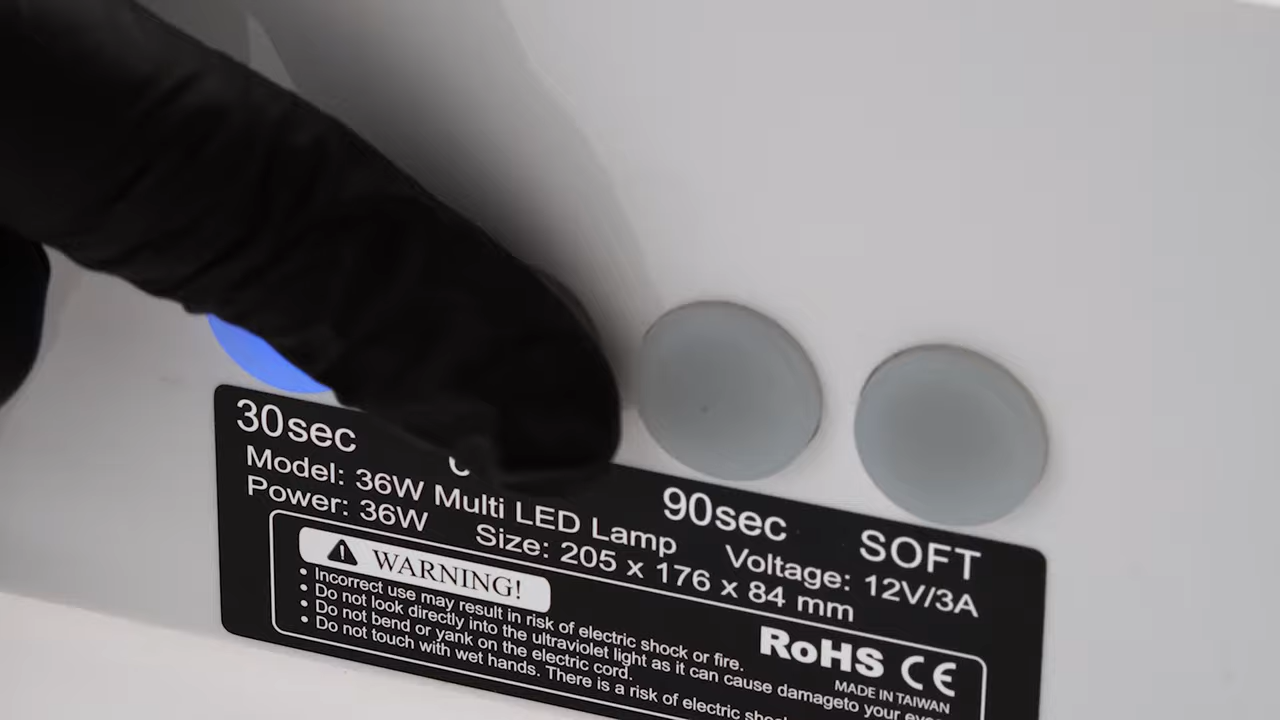 30sec 90sec SOFT
Model: 36W Multi LED Lamp Voltage: 12V/3A
Power: 36W Size: 205 x 176 x 84 mm
WARNING!
• Incorrect use may result in risk of electric shock or fire.
• Do not look directly into the ultraviolet light as it can cause damageto your
• Do not bend or yank on the electric cord.
• Do not touch with wet hands. There is a risk of electric
RoHS CE
MADE IN TAIWAN